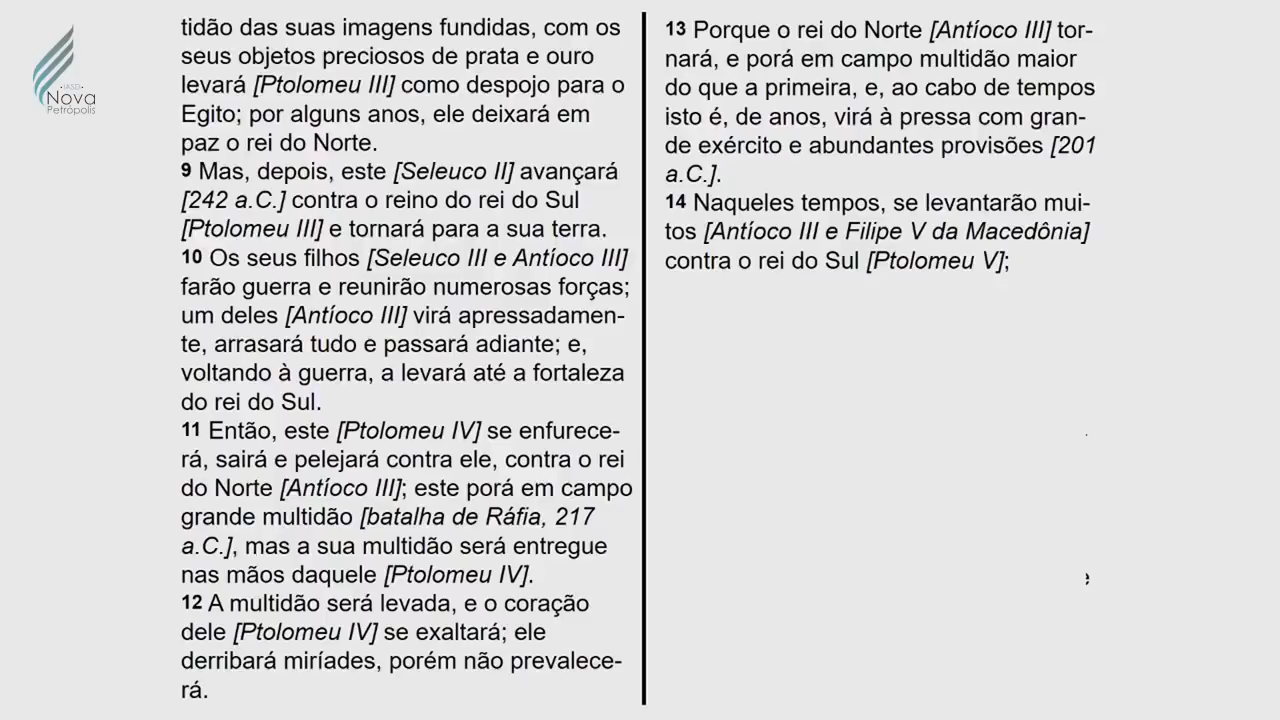 IASD
Nova
Petrópolis
tidão das suas imagens fundidas, com os
seus objetos preciosos de prata e ouro
levará [Ptolomeu III] como despojo para o
Egito; por alguns anos, ele deixará em
paz o rei do Norte.
9 Mas, depois, este [Seleuco II] avançará
[242 a.C.] contra o reino do rei do Sul
[Ptolomeu III] e tornará para a sua terra.
10 Os seus filhos [Seleuco III e Antíoco III]
farão guerra e reunirão numerosas forças;
um deles [Antíoco III] virá apressadamen-
te, arrasará tudo e passará adiante; e,
voltando à guerra, a levará até a fortaleza
do rei do Sul.
11 Então, este [Ptolomeu IV] se enfurece-
rá, sairá e pelejará contra ele, contra o rei
do Norte [Antíoco III]; este porá em campo
grande multidão [batalha de Ráfia, 217
a.C.], mas a sua multidão será entregue
nas mãos daquele [Ptolomeu IV].
12 A multidão será levada, e o coração
dele [Ptolomeu IV] se exaltará; ele
derribará miríades, porém não prevalece-
rá.
13 Porque o rei do Norte [Antíoco III] tor-
nará, e porá em campo multidão maior
do que a primeira, e, ao cabo de tempos
isto é, de anos, virá à pressa com gran-
de exército e abundantes provisões [201
a.C.].
14 Naqueles tempos, se levantarão mui-
tos [Antíoco III e Filipe V da Macedônia]
contra o rei do Sul [Ptolomeu V];